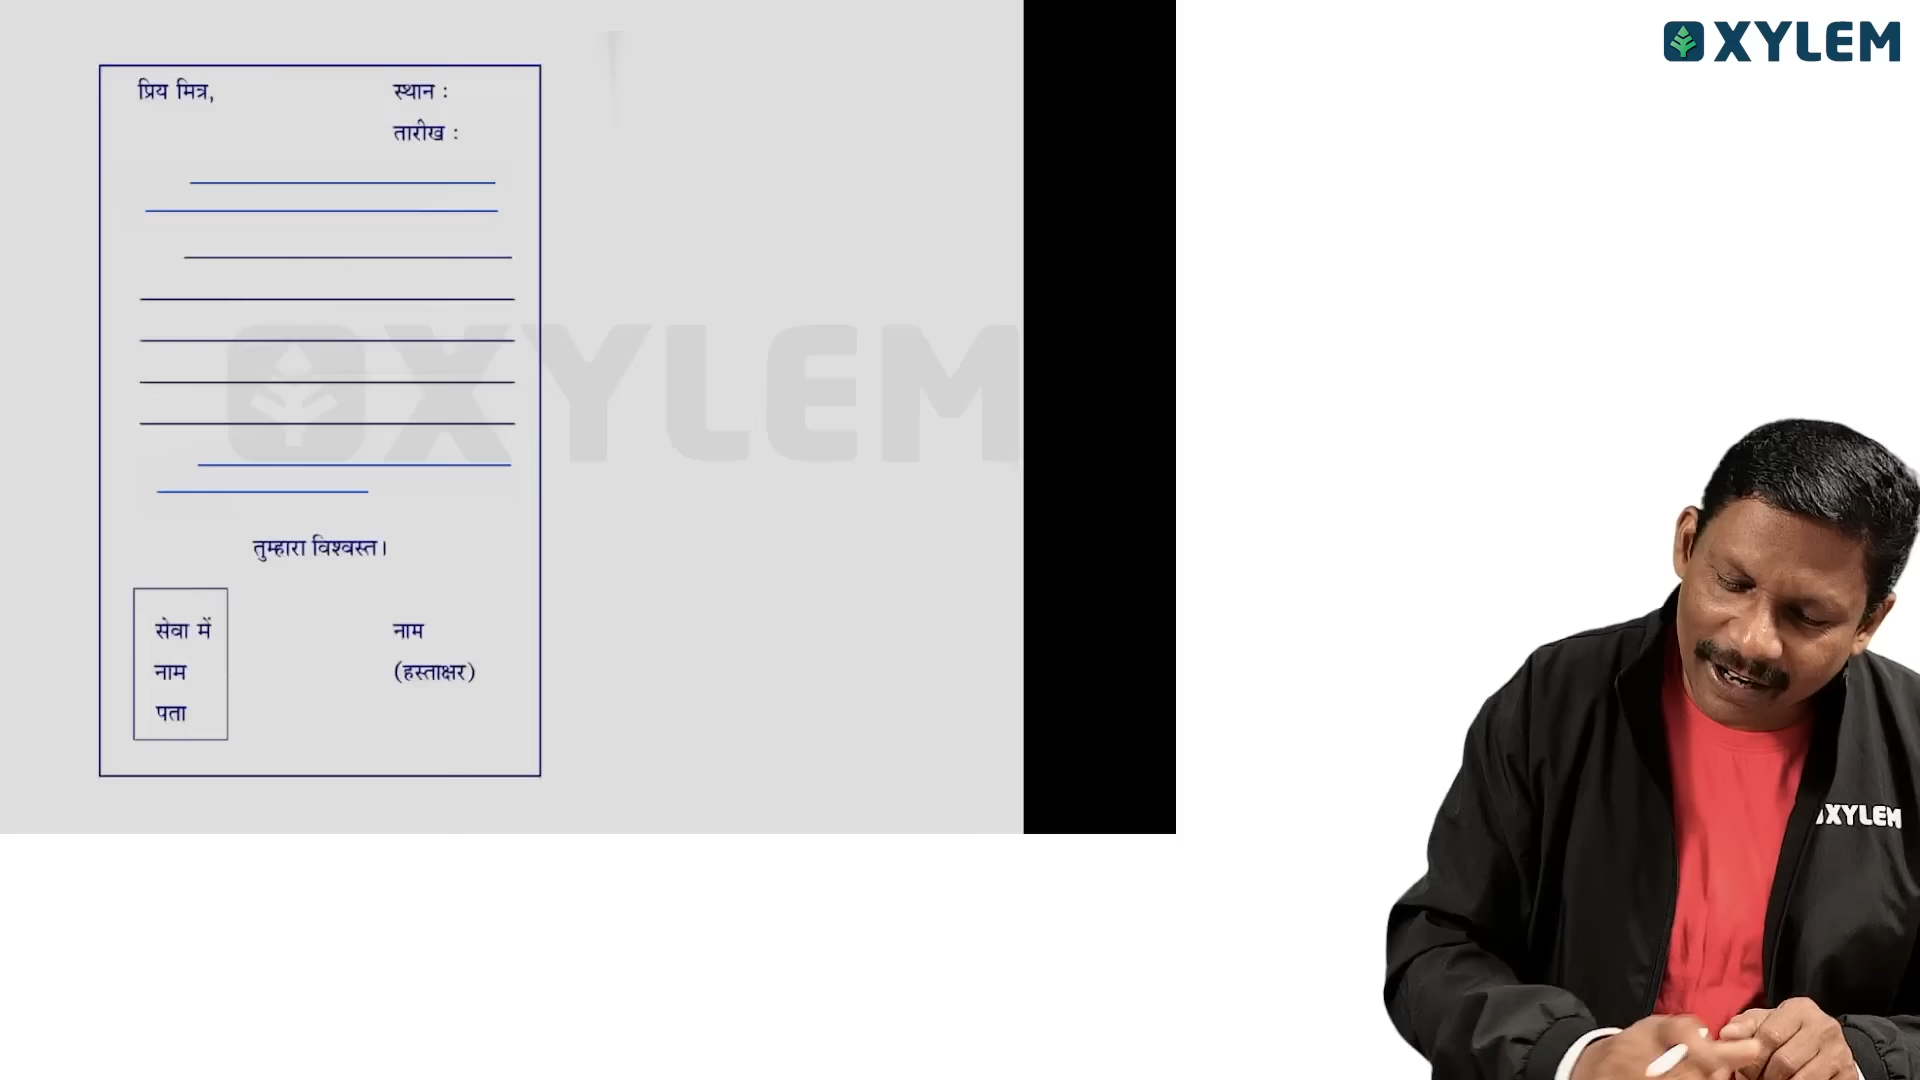 XYLEM
प्रिय मित्र,
स्थान :
तारीख :
XYLEM
तुम्हारा विश्वस्त।
सेवा में
नाम
पता
नाम
(हस्ताक्षर)
XYLEM